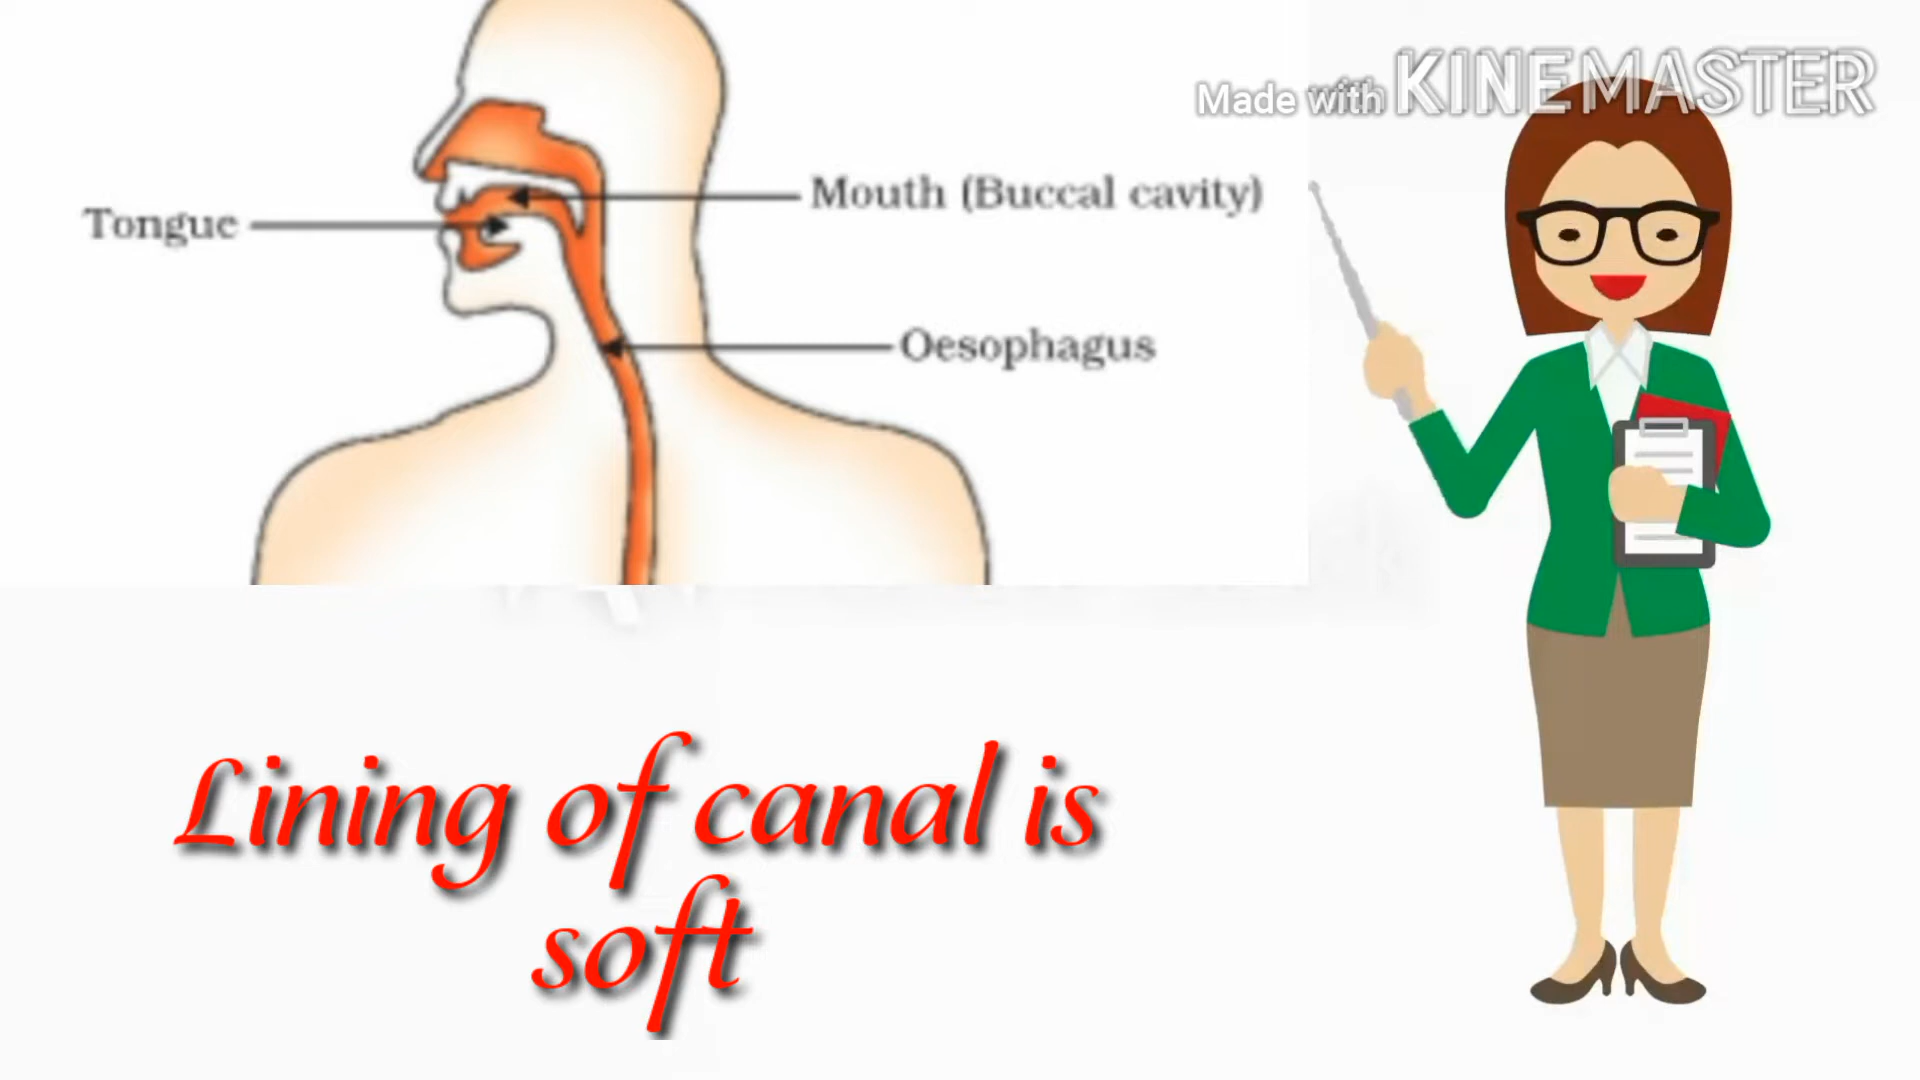 Made with KINEMASTER
Mouth (Buccal cavity)
Tongue
Oesophagus
Lining of canal is
soft